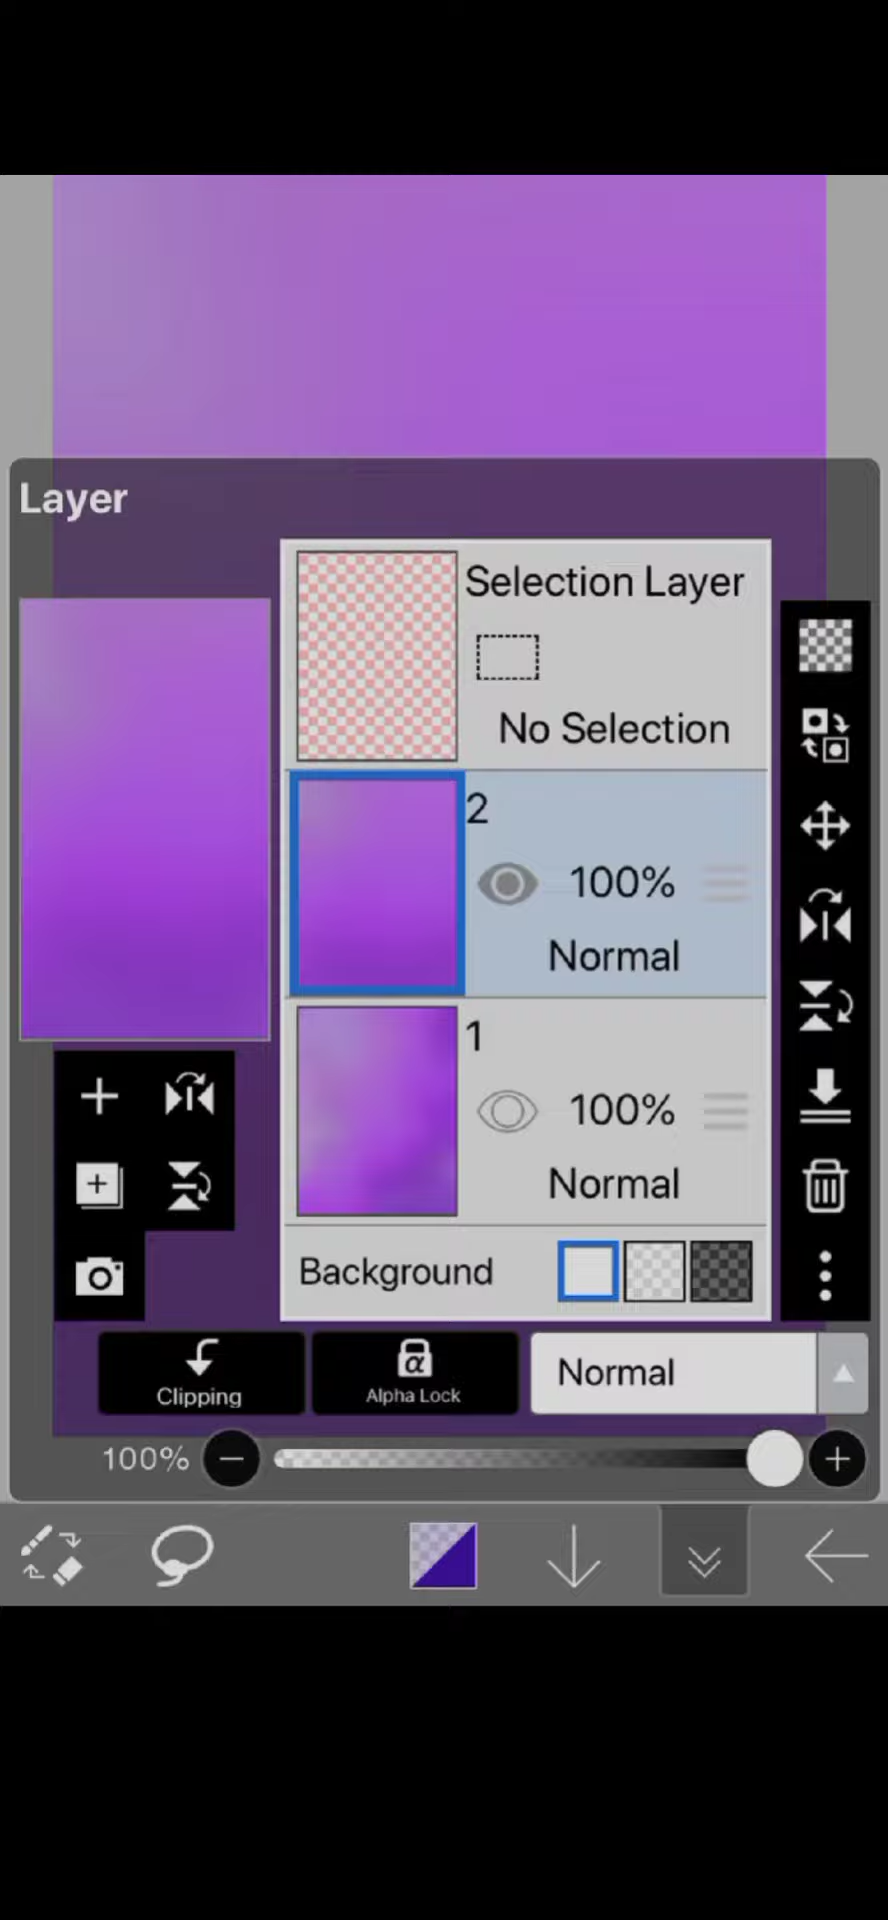 Layer
Selection Layer
No Selection
2
100%
Normal
1
100%
Normal
Background
Clipping
α
Alpha Lock
Normal
100%